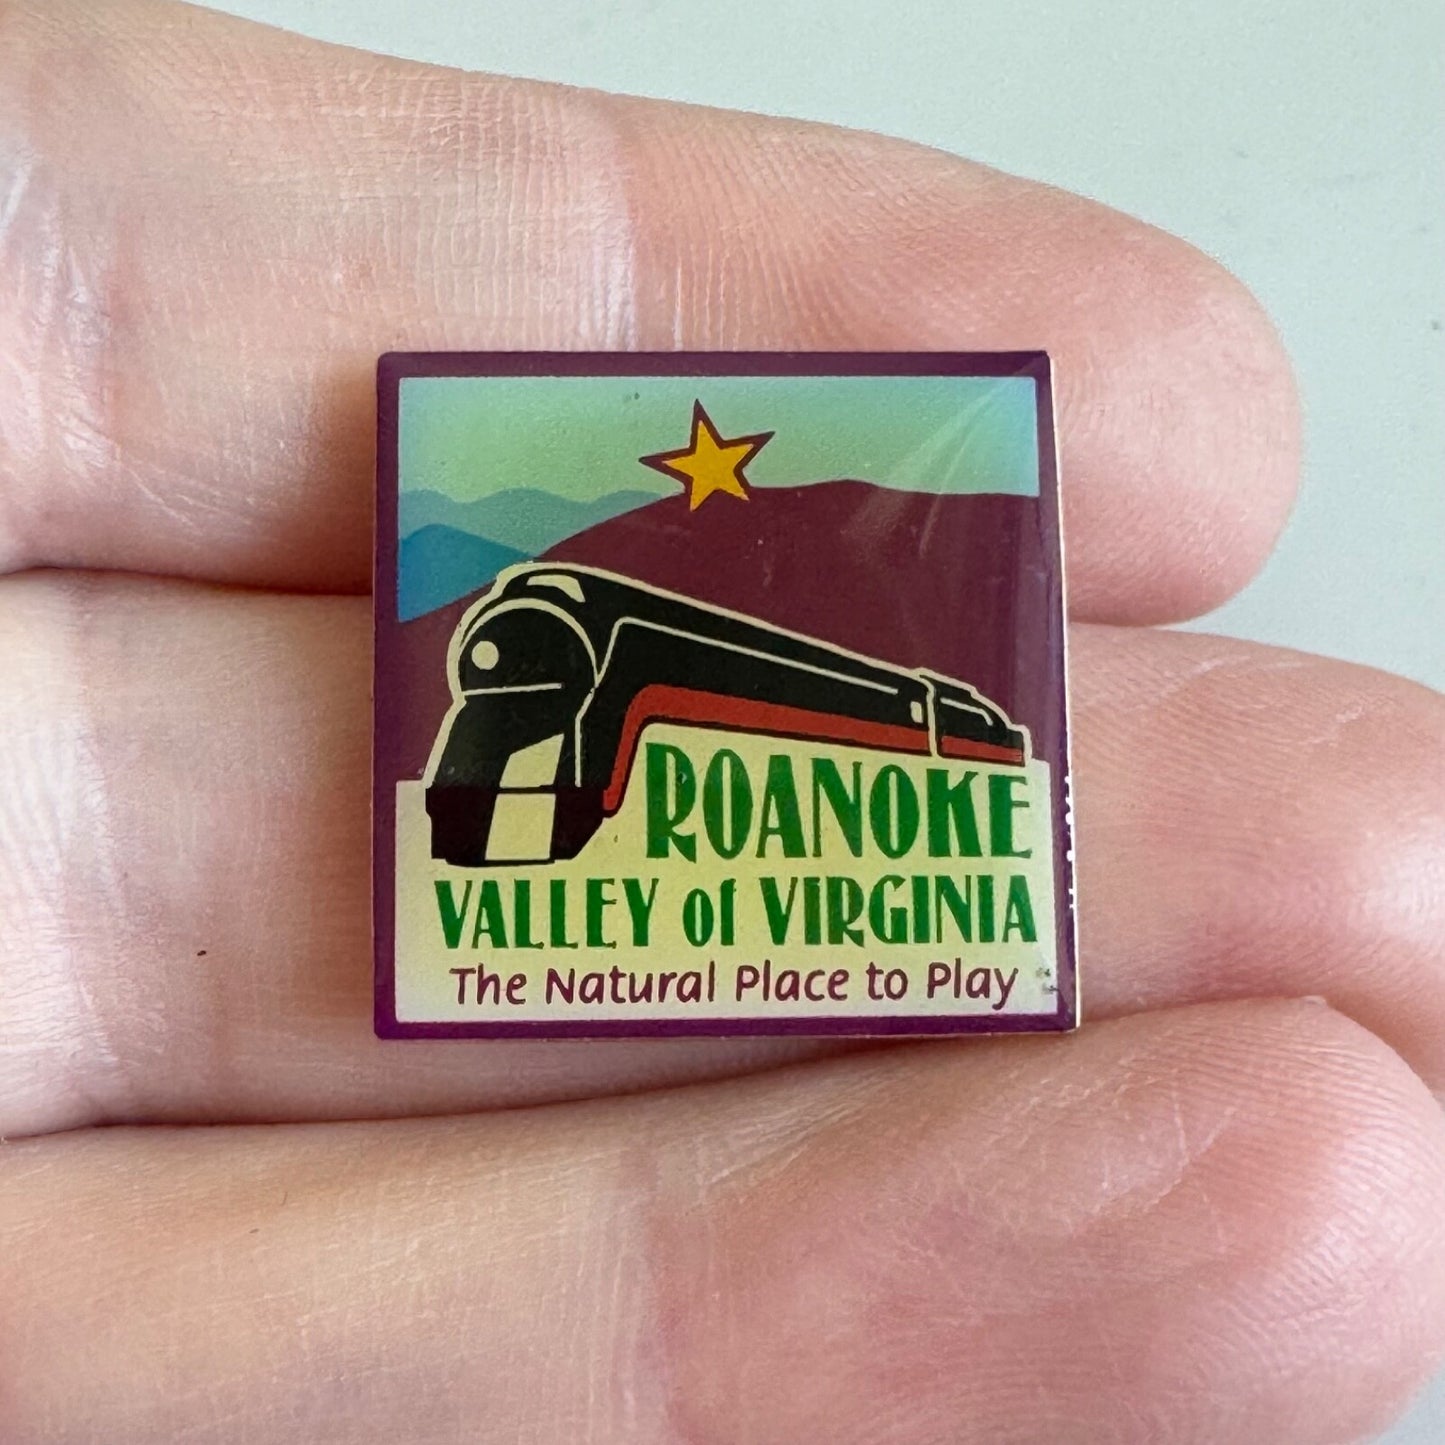 ROANOKE
VALLEY of VIRGINIA
The Natural Place to Play